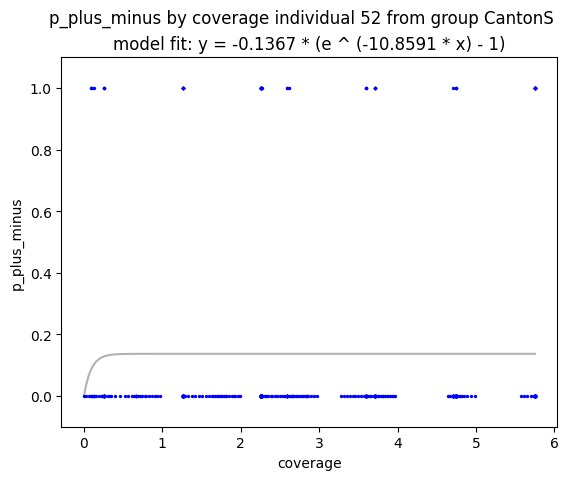 p_plus_minus by coverage individual 52 from group CantonS
model fit: y = -0.1367 * (e ^ (-10.8591 * x) - 1)
1.0
0.8
0.6
0.4
0.2
0.0
p_plus_minus
0 1 2 3 4 5 6
coverage